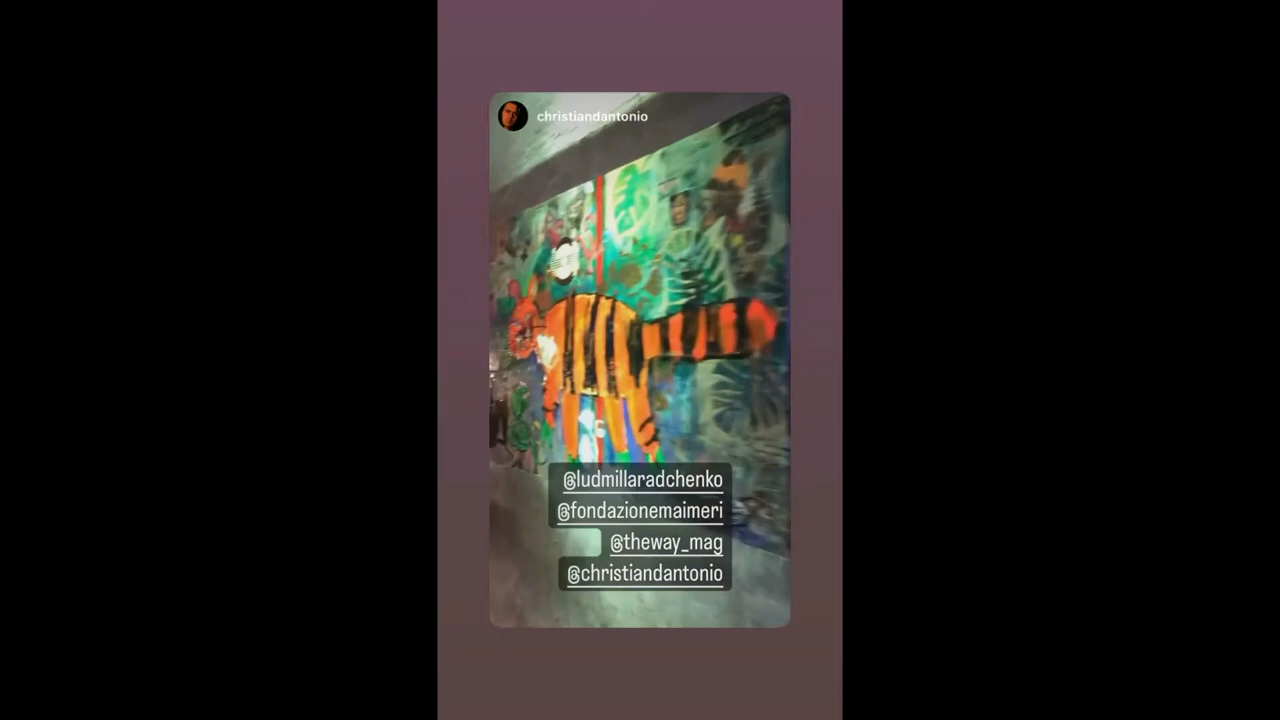 christiandantonio
@ludmillaradchenko
@fondazionemaimeri
@theway_mag
@christiandantonio